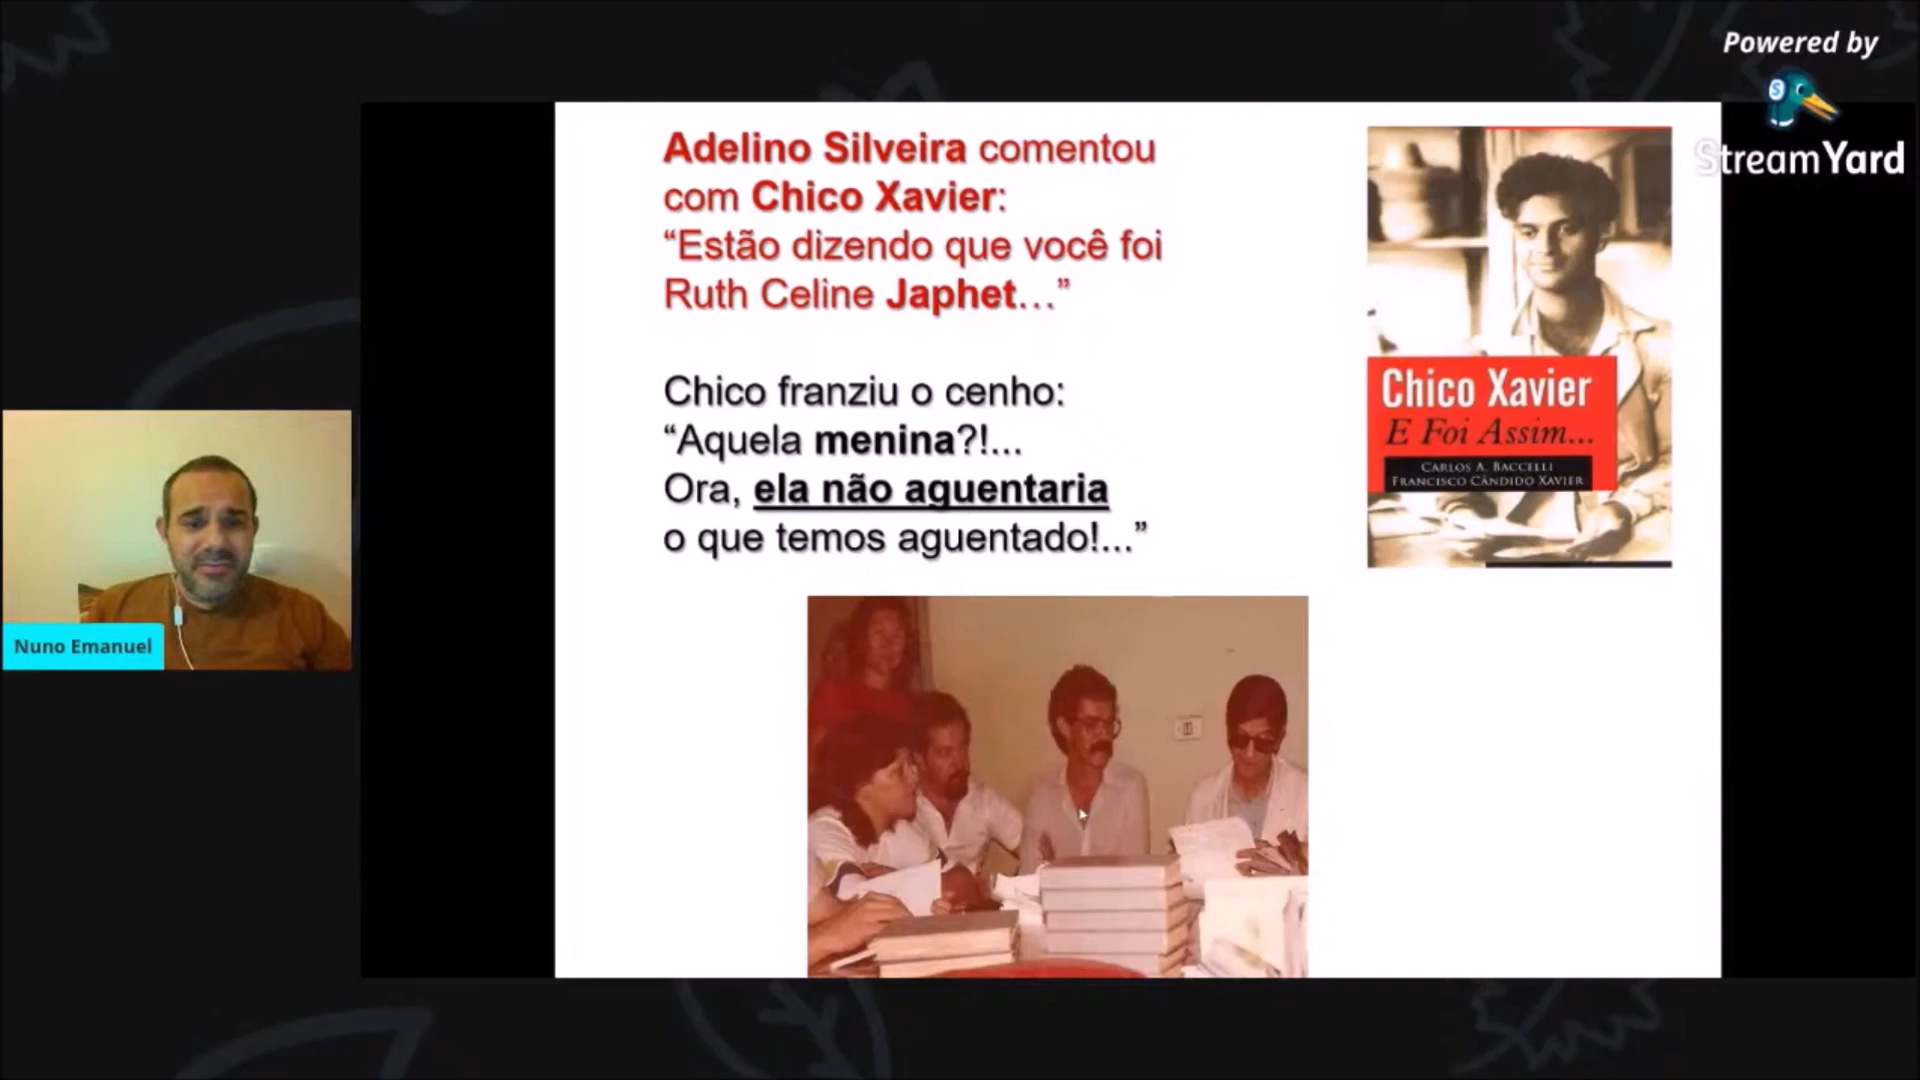 Powered by
StreamYard
Adelino Silveira comentou
com Chico Xavier:
“Estão dizendo que você foi
Ruth Celine Japhet…”
Chico franziu o cenho:
“Aquela menina?!...
Ora, ela não aguentaria
o que temos aguentado!...”
Chico Xavier
E Foi Assim...
CARLOS A. BACCELLI
FRANCISCO CÂNDIDO XAVIER
Nuno Emanuel